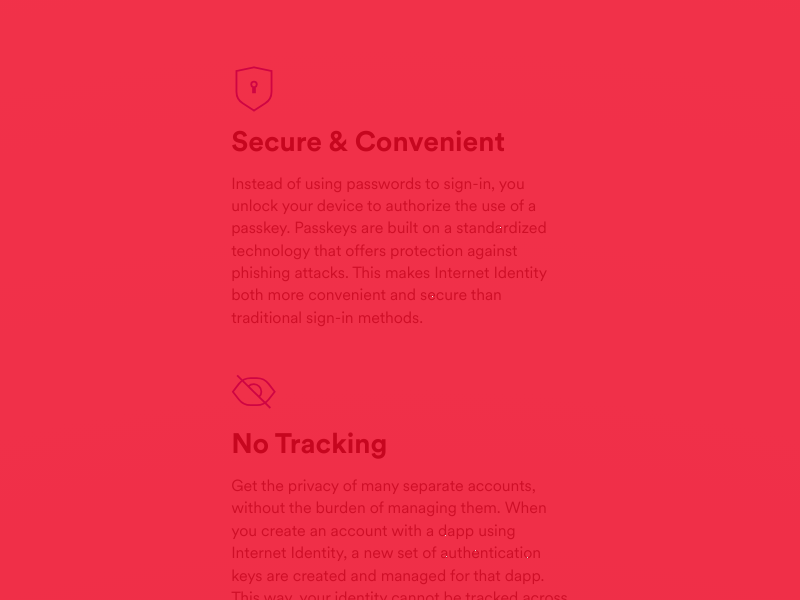 Secure & Convenient
Instead of using passwords to sign-in, you
unlock your device to authorize the use of a
passkey. Passkeys are built on a standardized
technology that offers protection against
phishing attacks. This makes Internet Identity
both more convenient and secure than
traditional sign-in methods.
No Tracking
Get the privacy of many separate accounts,
without the burden of managing them. When
you create an account with a dapp using
Internet Identity, a new set of authentication
keys are created and managed for that dapp.
This way, your identity cannot be tracked across